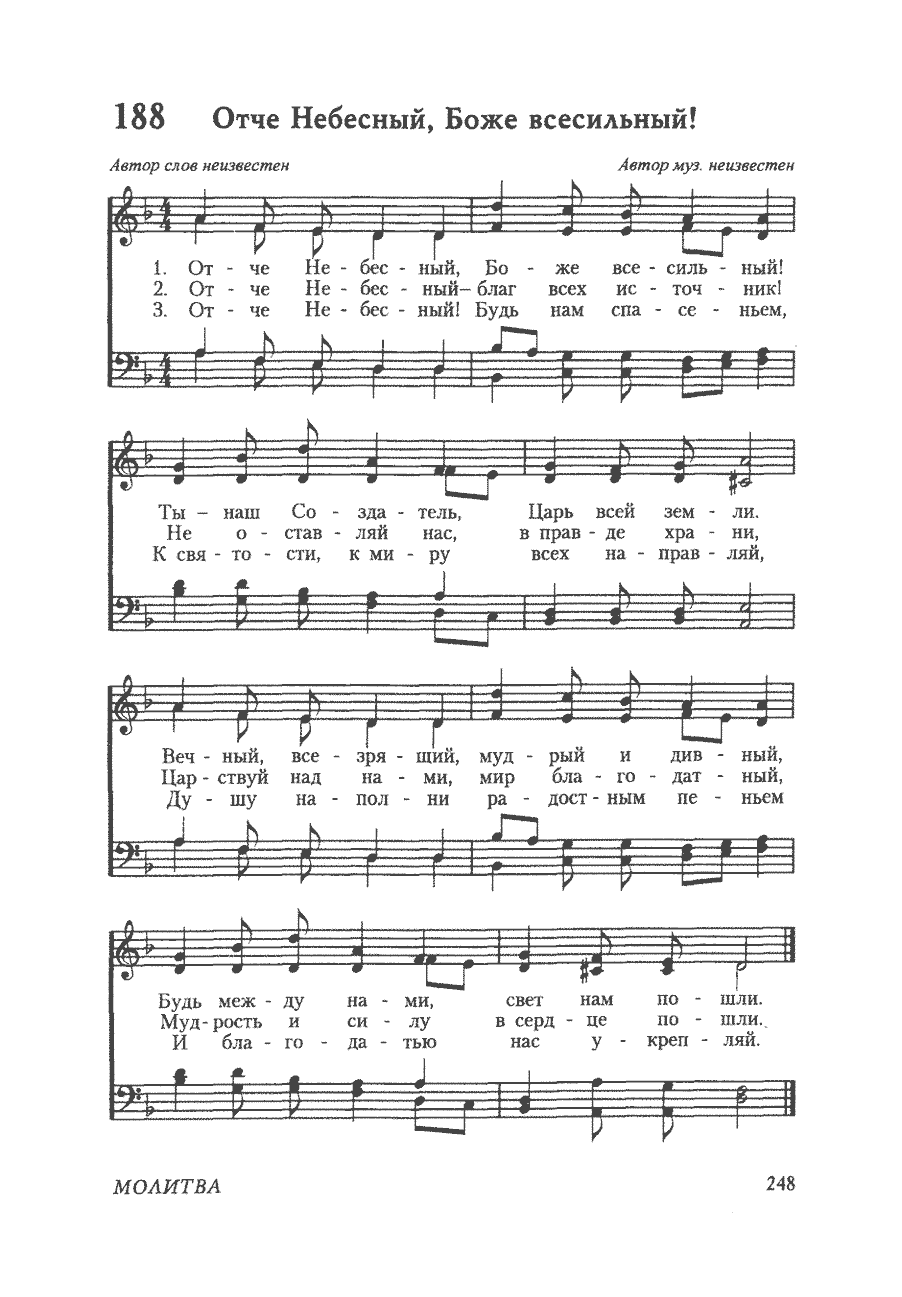 188 Отче Небесный, Боже всесильный!
Автор слов неизвестен Автор муз. неизвестен
1. От - че Не - бес - ный, Бо - же все - силь - ный!
2. От - че Не - бес - ный– благ всех ис - точ - ник!
3. От - че Не - бес - ный! Будь нам спа - се - ньем,
Ты – наш Со - зда - тель, Царь всей зем - ли.
Не о - став - ляй нас, в прав - де хра - ни,
К свя - то - сти, к ми - ру всех на - прав - ляй,
Веч - ный, все - зря - щий, муд - рый и див - ный,
Цар - ствуй над на - ми, мир бла - го - дат - ный,
Ду - шу на - пол - ни ра - дост - ным пе - ньем
Будь меж - ду на - ми, свет нам по - шли.
Муд - рость и си - лу в серд - це по - шли.
И бла - го - да - тью нас у - креп - ляй.
МОЛИТВА 248